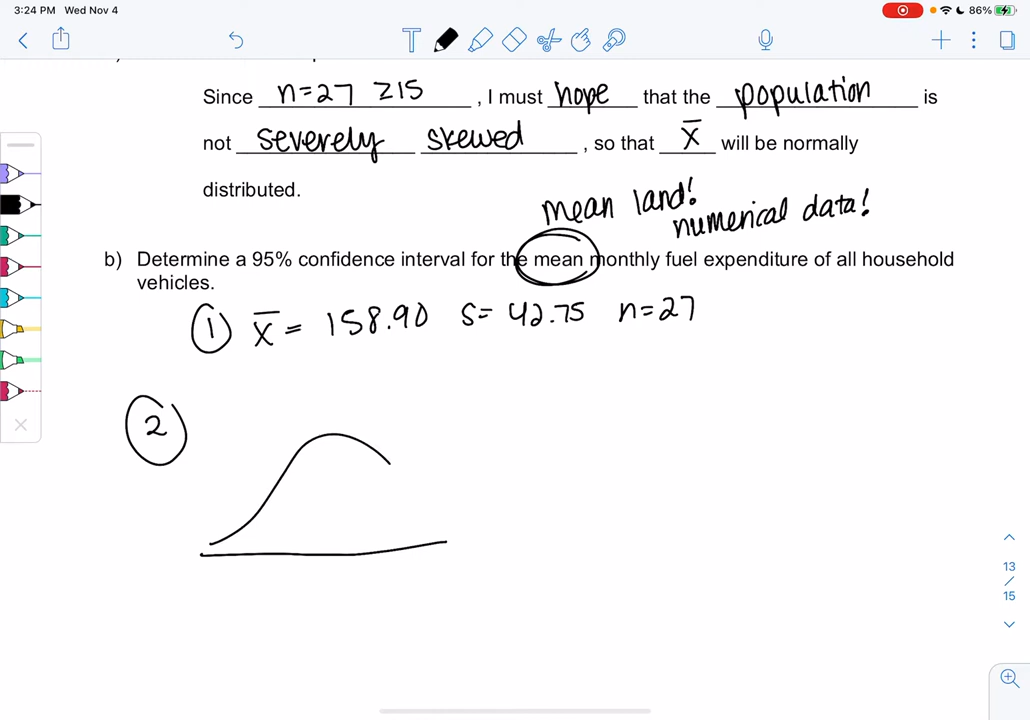 3:24 PM Wed Nov 4
86%
Since n=27 ≥15, I must hope that the population is
not severely skewed, so that x̄ will be normally
distributed.
mean land!
numerical data!
b) Determine a 95% confidence interval for the mean monthly fuel expenditure of all household
vehicles.
① x̄ = 158.90 s= 42.75 n=27
②
13
/
15